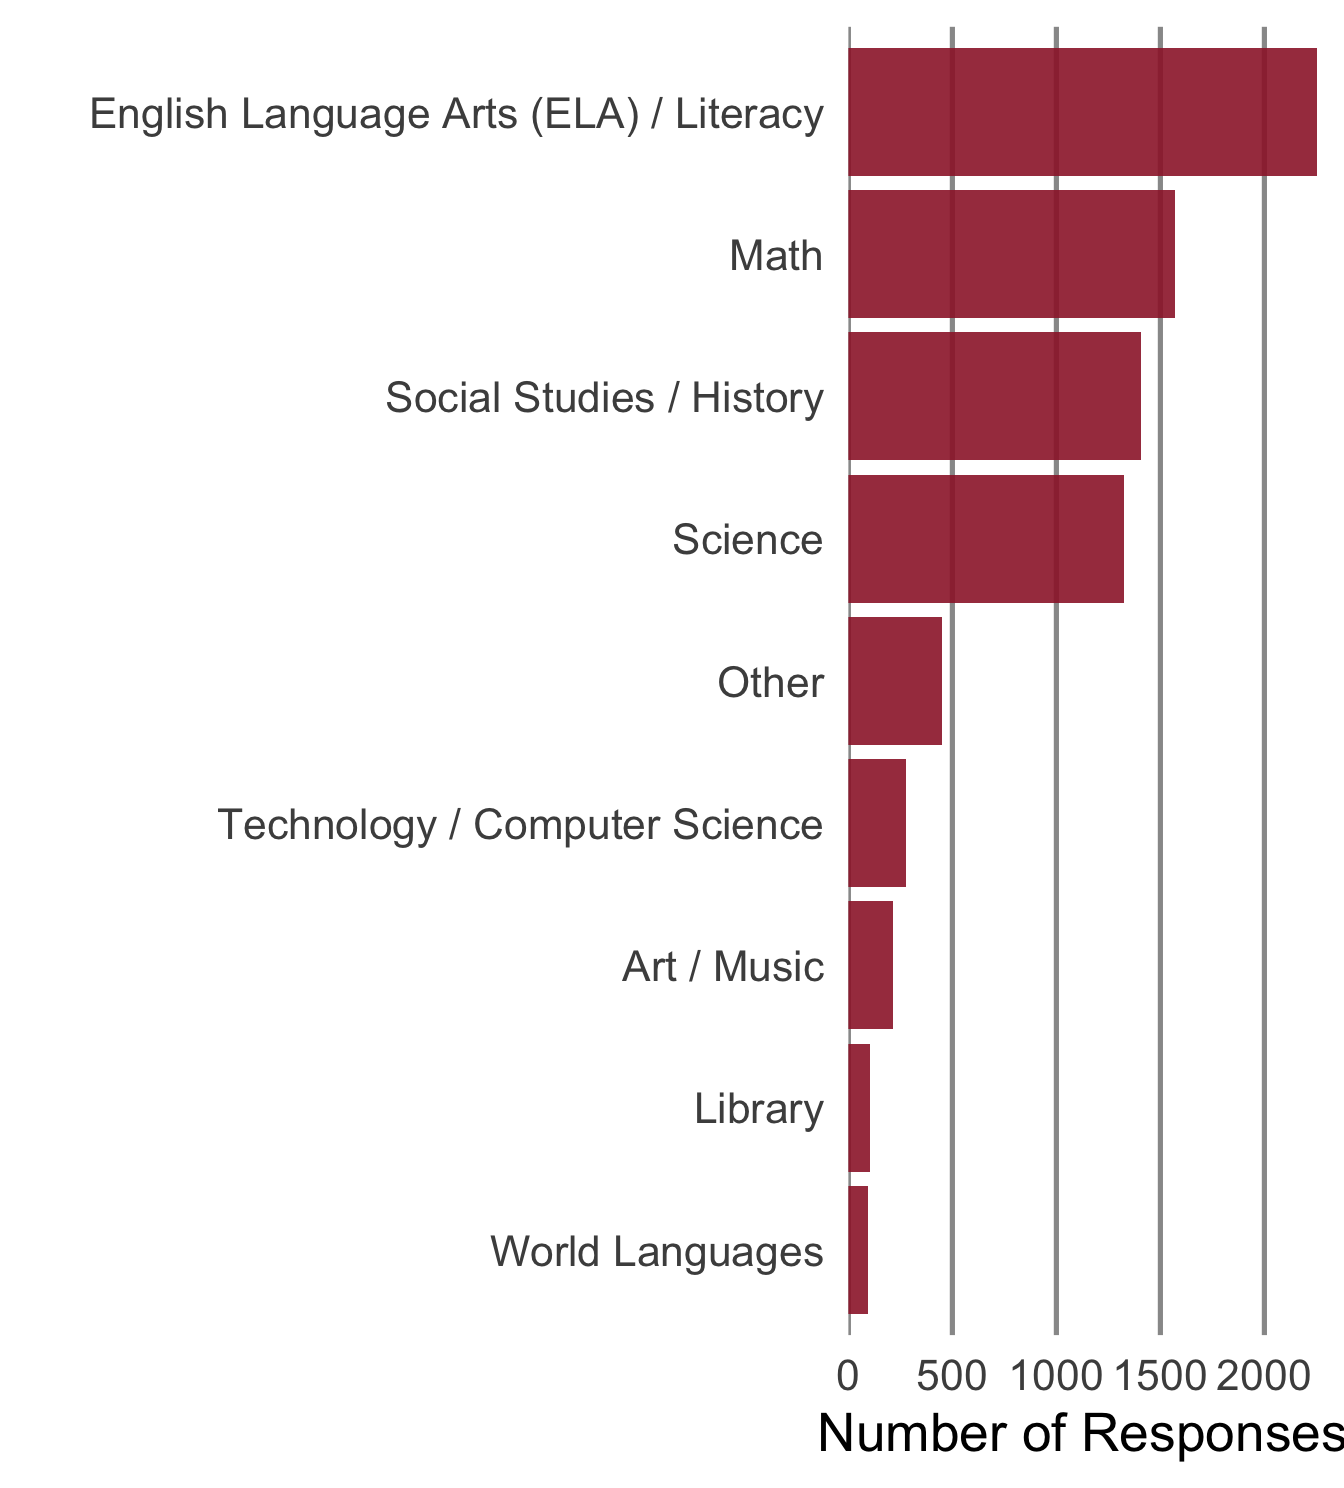 English Language Arts (ELA) / Literacy
Math
Social Studies / History
Science
Other
Technology / Computer Science
Art / Music
Library
World Languages
0 500 1000 1500 2000
Number of Responses